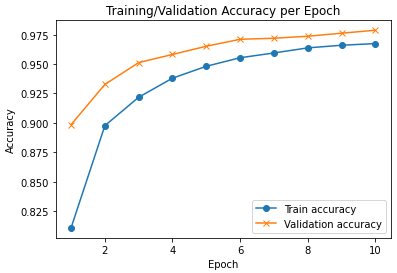 Training/Validation Accuracy per Epoch
Accuracy
0.975
0.950
0.925
0.900
0.875
0.850
0.825
Train accuracy
Validation accuracy
2
4
6
8
10
Epoch